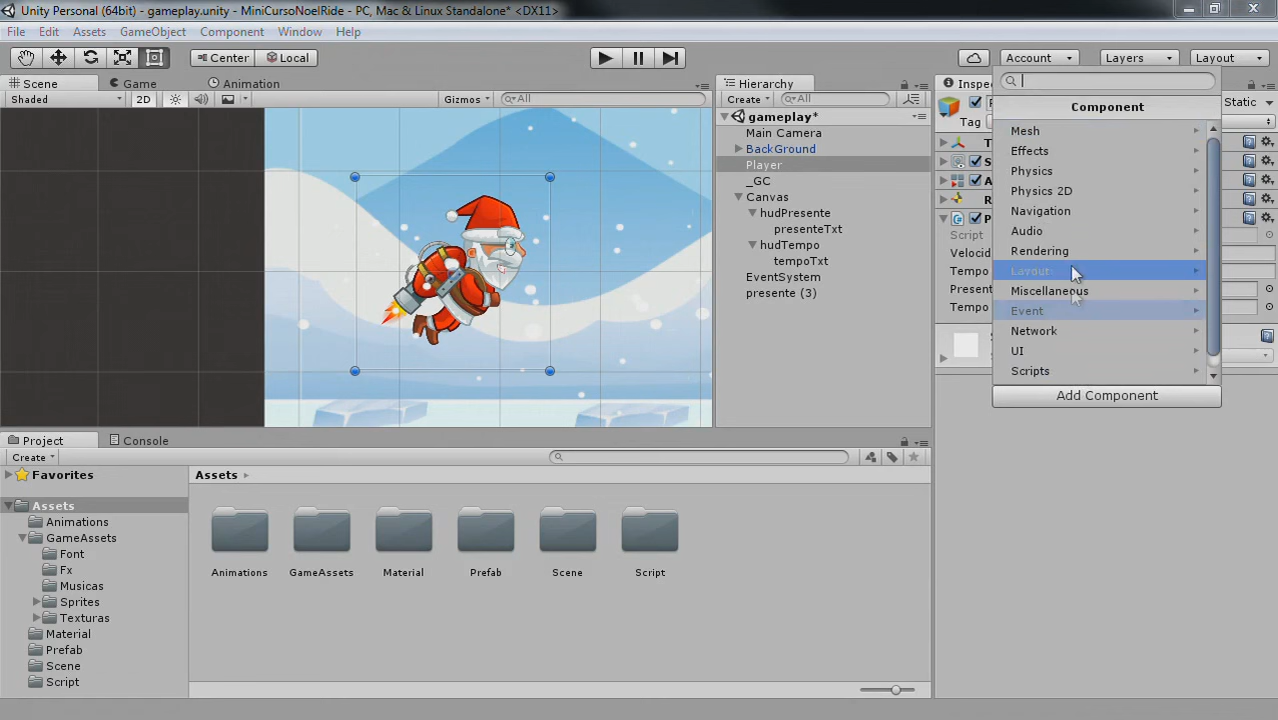 Unity Personal (64bit) - gameplay.unity - MiniCursoNoelRide - PC, Mac & Linux Standalone* <DX11>
File Edit Assets GameObject Component Window Help
Center Local Account Layers Layout
Scene Game Animation Hierarchy Inspe
Shaded 2D Gizmos All Create All Static
Tag
gameplay*
Main Camera
BackGround
Player
_GC
Canvas
hudPresente
presenteTxt
hudTempo
tempoTxt
EventSystem
presente (3)
T
S
A
R
P
Script
Velocid
Tempo
Present
Tempo
Component
Mesh
Effects
Physics
Physics 2D
Navigation
Audio
Rendering
Layout
Miscellaneous
Event
Network
UI
Scripts
Add Component
Project Console
Create
Favorites
Assets
Animations
GameAssets
Font
Fx
Musicas
Sprites
Texturas
Material
Prefab
Scene
Script
Assets
Animations GameAssets Material Prefab Scene Script